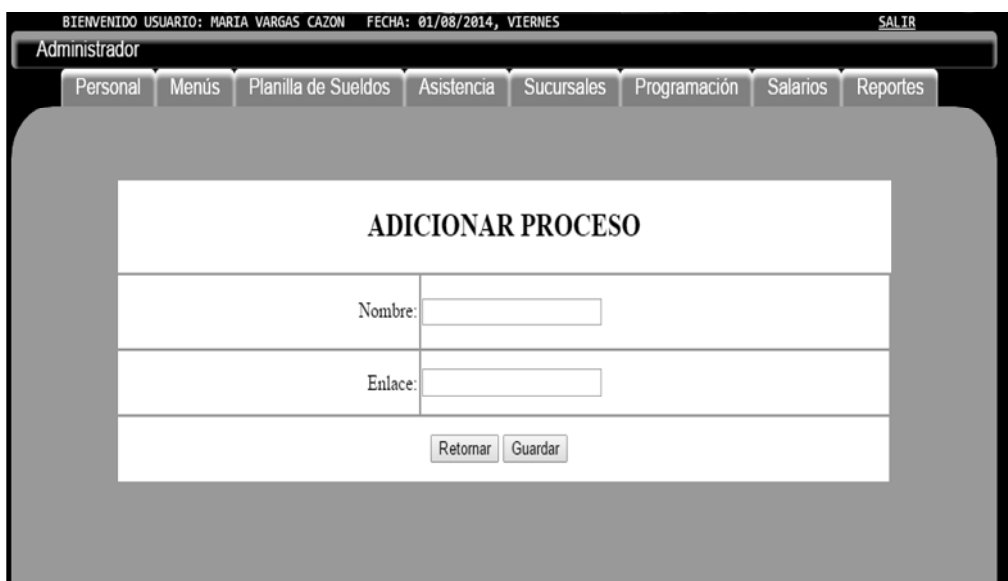 BIENVENIDO USUARIO: MARIA VARGAS CAZON FECHA: 01/08/2014, VIERNES SALIR
Administrador
Personal Menús Planilla de Sueldos Asistencia Sucursales Programación Salarios Reportes
ADICIONAR PROCESO
Nombre:
Enlace:
Retornar Guardar